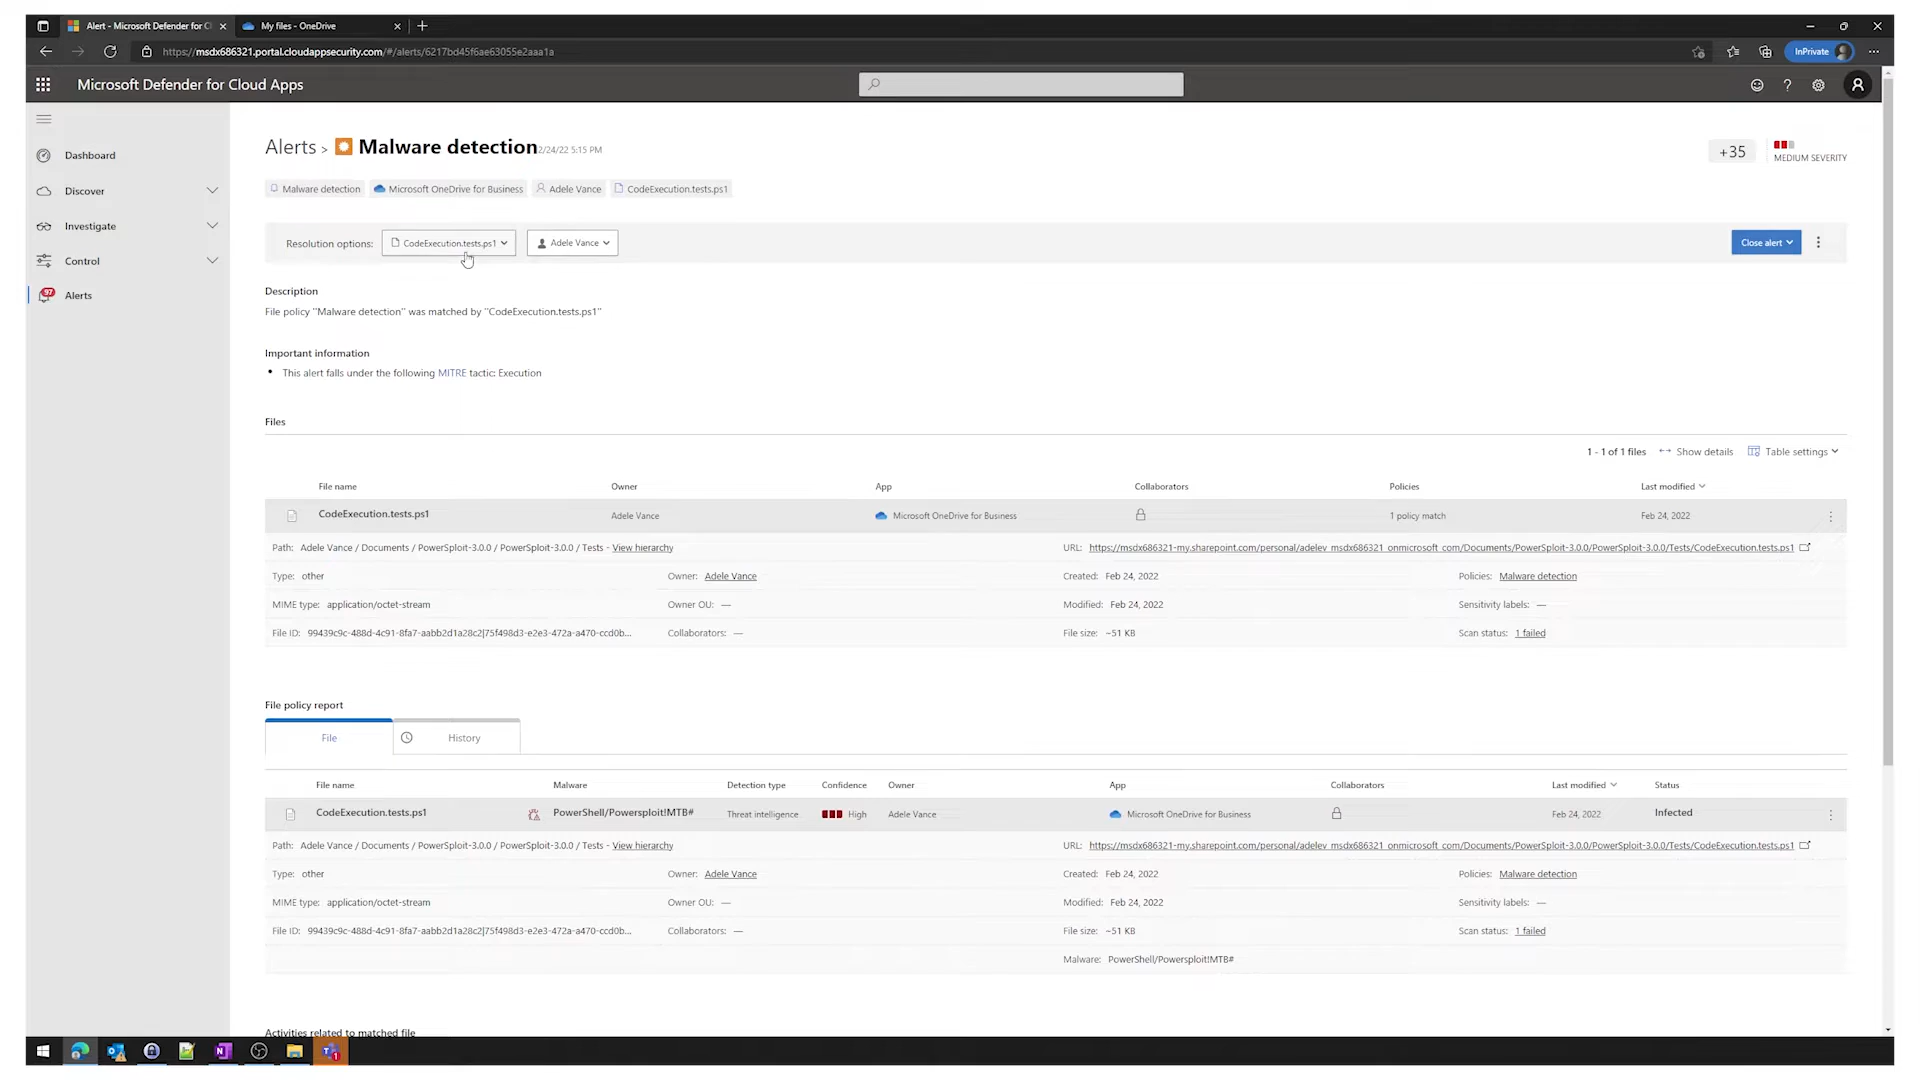 Alert - Microsoft Defender for Cl
My files - OneDrive
https://msdx686321.portal.cloudappsecurity.com/#/alerts/6217bd45f6ae63055e2aaa1a
InPrivate
Microsoft Defender for Cloud Apps
Dashboard
Discover
Investigate
Control
97
Alerts
Alerts > Malware detection 2/24/22 5:15 PM
+35
MEDIUM SEVERITY
Malware detection
Microsoft OneDrive for Business
Adele Vance
CodeExecution.tests.ps1
Resolution options:
CodeExecution.tests.ps1
Adele Vance
Close alert
Description
File policy "Malware detection" was matched by "CodeExecution.tests.ps1"
Important information
• This alert falls under the following MITRE tactic: Execution
Files
1 - 1 of 1 files
Show details
Table settings
File name Owner App Collaborators Policies Last modified
CodeExecution.tests.ps1 Adele Vance Microsoft OneDrive for Business 1 policy match Feb 24, 2022
Path: Adele Vance / Documents / PowerSploit-3.0.0 / PowerSploit-3.0.0 / Tests - View hierarchy URL: https://msdx686321-my.sharepoint.com/personal/adelev_msdx686321_onmicrosoft_com/Documents/PowerSploit-3.0.0/PowerSploit-3.0.0/Tests/CodeExecution.tests.ps1
Type: other Owner: Adele Vance Created: Feb 24, 2022 Policies: Malware detection
MIME type: application/octet-stream Owner OU: — Modified: Feb 24, 2022 Sensitivity labels: —
File ID: 99439c9c-488d-4c91-8fa7-aabb2d1a28c2|75f498d3-e2e3-472a-a470-ccd0b... Collaborators: — File size: ~51 KB Scan status: 1 failed
File policy report
File
History
File name Malware Detection type Confidence Owner App Collaborators Last modified Status
CodeExecution.tests.ps1 PowerShell/Powersploit!MTB# Threat intelligence High Adele Vance Microsoft OneDrive for Business Feb 24, 2022 Infected
Path: Adele Vance / Documents / PowerSploit-3.0.0 / PowerSploit-3.0.0 / Tests - View hierarchy URL: https://msdx686321-my.sharepoint.com/personal/adelev_msdx686321_onmicrosoft_com/Documents/PowerSploit-3.0.0/PowerSploit-3.0.0/Tests/CodeExecution.tests.ps1
Type: other Owner: Adele Vance Created: Feb 24, 2022 Policies: Malware detection
MIME type: application/octet-stream Owner OU: — Modified: Feb 24, 2022 Sensitivity labels: —
File ID: 99439c9c-488d-4c91-8fa7-aabb2d1a28c2|75f498d3-e2e3-472a-a470-ccd0b... Collaborators: — File size: ~51 KB Scan status: 1 failed
Malware: PowerShell/Powersploit!MTB#
Activities related to matched file